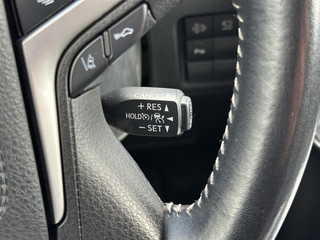 CANCEL
+ RES ▲
HOLD(s)/ ◄
− SET ▼